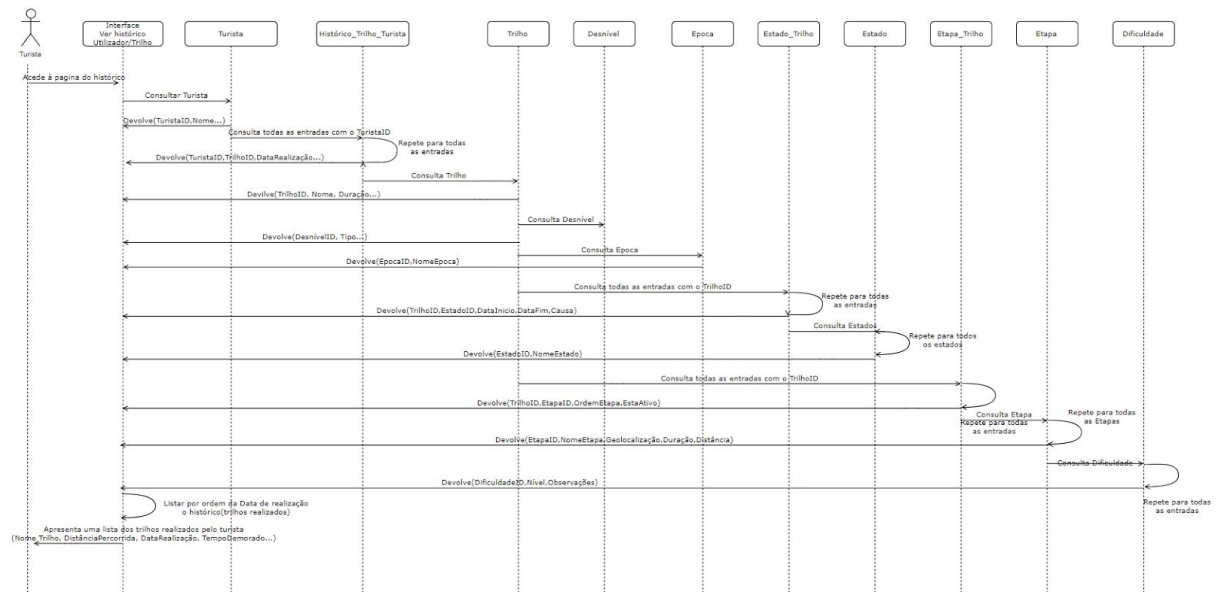 Turista
Interface
Ver histórico
Utilizador/Trilho
Turista
Histórico_Trilho_Turista
Trilho
Desnível
Epoca
Estado_Trilho
Estado
Etapa_Trilho
Etapa
Dificuldade
Acede à pagina do histórico
Consultar Turista
Devolve(TuristaID,Nome...)
Consulta todas as entradas com o TuristaID
Repete para todas
as entradas
Devolve(TuristaID,TrilhoID,DataRealização...)
Consulta Trilho
Devilve(TrilhoID, Nome, Duração...)
Consulta Desnível
Devolve(DesnívelID, Tipo...)
Consulta Epoca
Devolve(EpocaID,NomeEpoca)
Consulta todas as entradas com o TrilhoID
Repete para todas
as entradas
Devolve(TrilhoID,EstadoID,DataInicio,DataFim,Causa)
Consulta Estados
Repete para todos
os estados
Devolve(EstadoID,NomeEstado)
Consulta todas as entradas com o TrilhoID
Devolve(TrilhoID,EtapaID,OrdemEtapa,EstaAtivo)
Consulta Etapa
Repete para todas
as entradas
Repete para todas
as Etapas
Devolve(EtapaID,NomeEtapa,Geolocalização,Duração,Distância)
Consulta Dificuldade
Devolve(DificuldadeID,Nível,Observações)
Repete para todas
as entradas
Listar por ordem da Data de realização
o histórico(trilhos realizados)
Apresenta uma lista dos trilhos realizados pelo turista
(Nome Trilho, DistânciaPercorrida, DataRealização, TempoDemorado...)